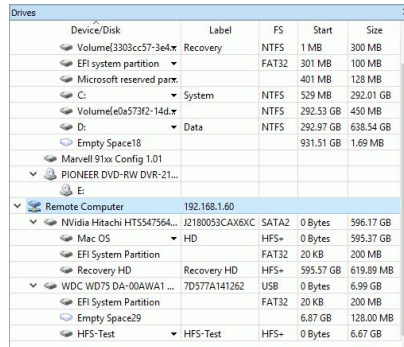 Drives
Device/Disk Label FS Start Size
Volume{3303cc57-3e4... Recovery NTFS 1 MB 300 MB
EFI system partition FAT32 301 MB 100 MB
Microsoft reserved part... 401 MB 128 MB
C: System NTFS 529 MB 292.01 GB
Volume{e0a573f2-14d... NTFS 292.53 GB 450 MB
D: Data NTFS 292.97 GB 638.54 GB
Empty Space18 931.51 GB 1.69 MB
Marvell 91xx Config 1.01
PIONEER DVD-RW DVR-21...
E:
Remote Computer 192.168.1.60
NVidia Hitachi HTS547564... J2180053CAX6XC SATA2 0 Bytes 596.17 GB
Mac OS HD HFS+ 0 Bytes 595.37 GB
EFI System Partition FAT32 20 KB 200 MB
Recovery HD Recovery HD HFS+ 595.57 GB 619.89 MB
WDC WD75 DA-00AWA1 ... 7D577A141262 USB 0 Bytes 6.99 GB
EFI System Partition FAT32 20 KB 200 MB
Empty Space29 6.87 GB 128.00 MB
HFS-Test HFS-Test HFS+ 0 Bytes 6.67 GB